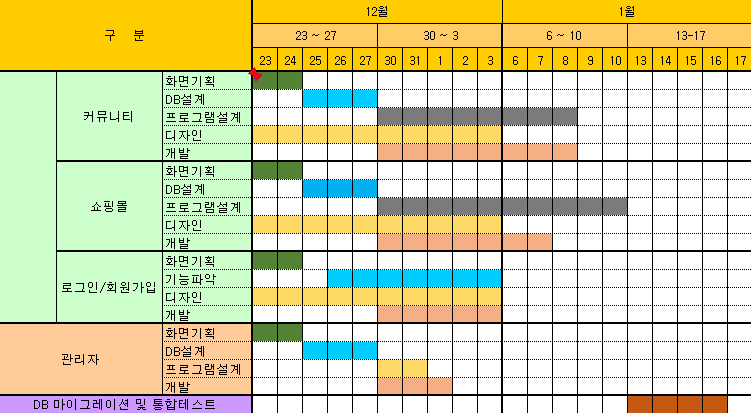 구 분
12월
1월
23 ~ 27
30 ~ 3
6 ~ 10
13-17
23 24 25 26 27 30 31 1 2 3 6 7 8 9 10 13 14 15 16 17
커뮤니티
화면기획
DB설계
프로그램설계
디자인
개발
쇼핑몰
화면기획
DB설계
프로그램설계
디자인
개발
로그인/회원가입
화면기획
기능파악
디자인
개발
관리자
화면기획
DB설계
프로그램설계
개발
DB 마이그레이션 및 통합테스트